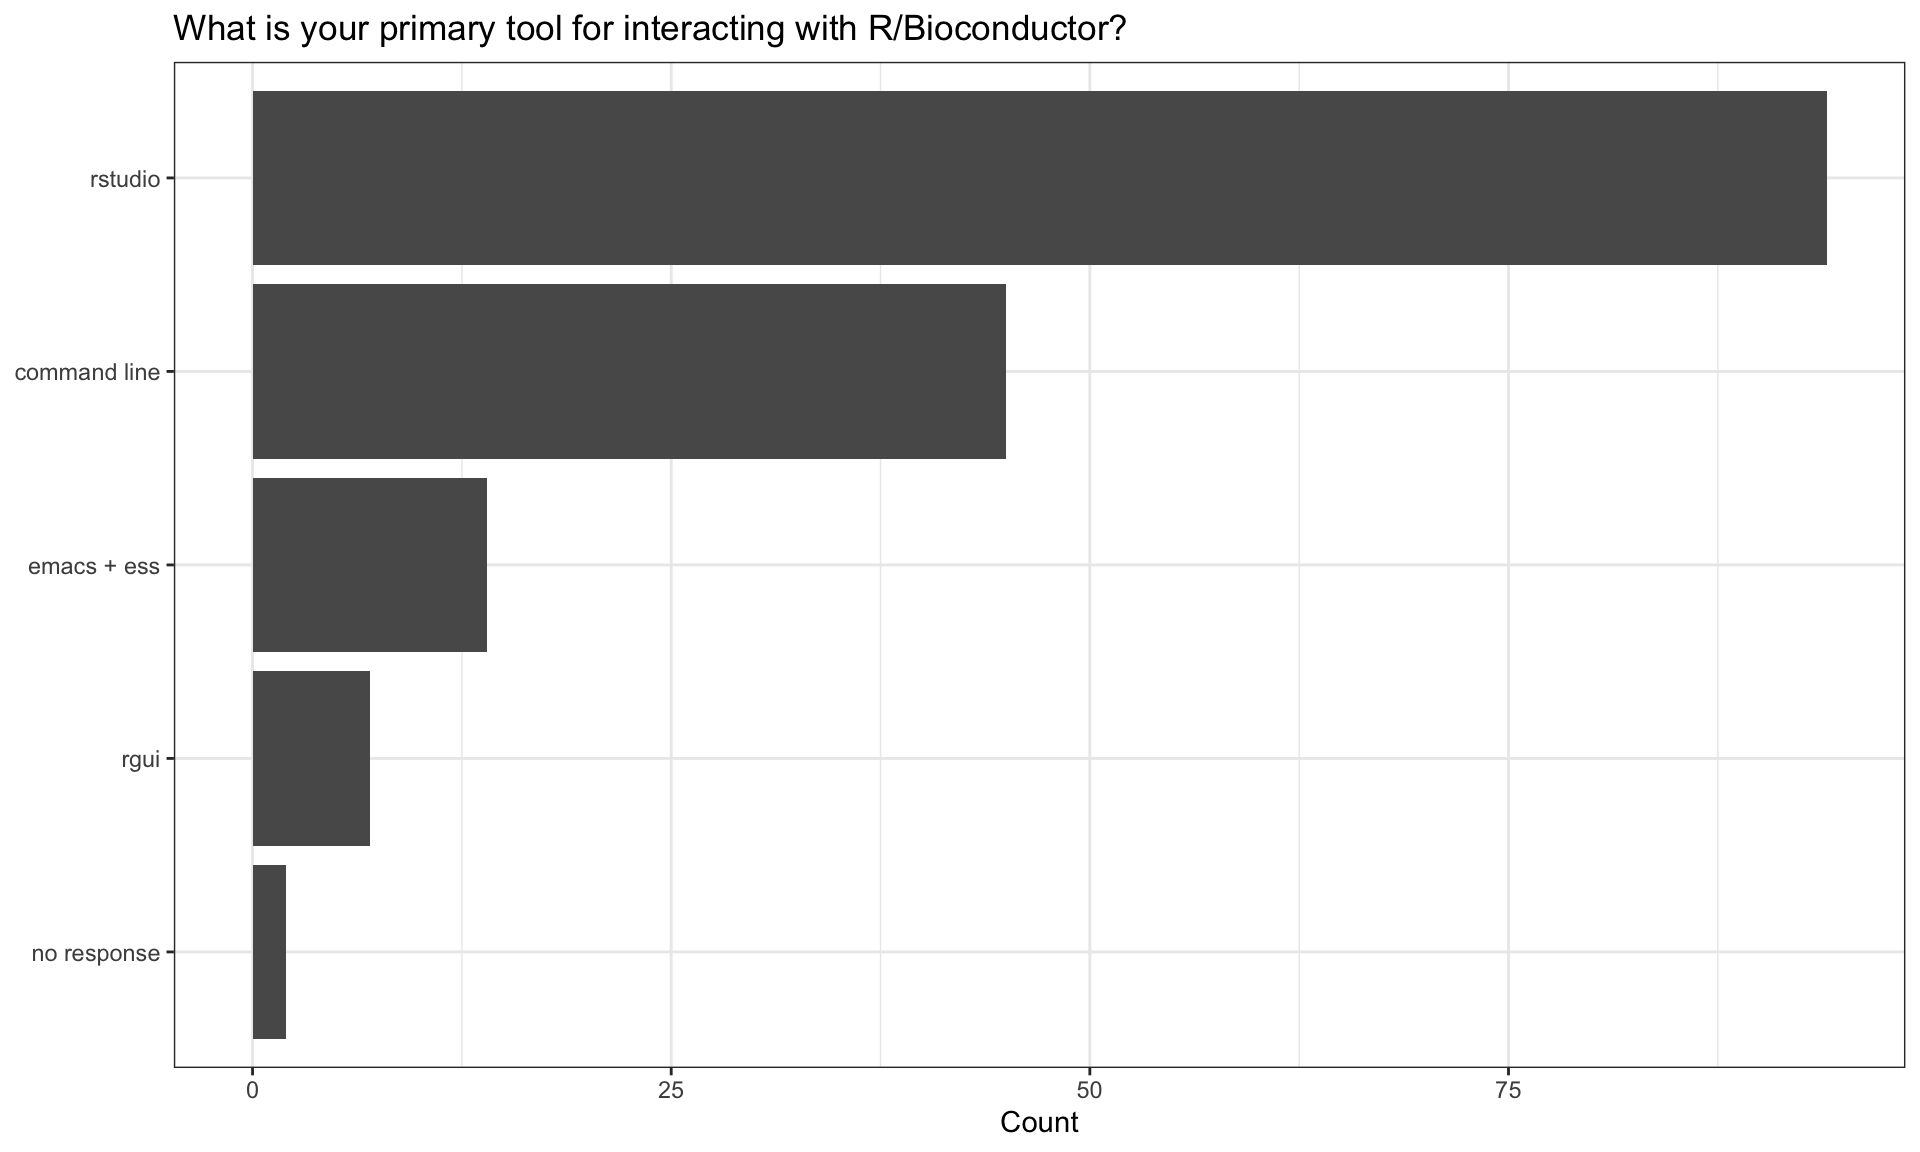 What is your primary tool for interacting with R/Bioconductor?
rstudio
command line
emacs + ess
rgui
no response
0 25 50 75
Count